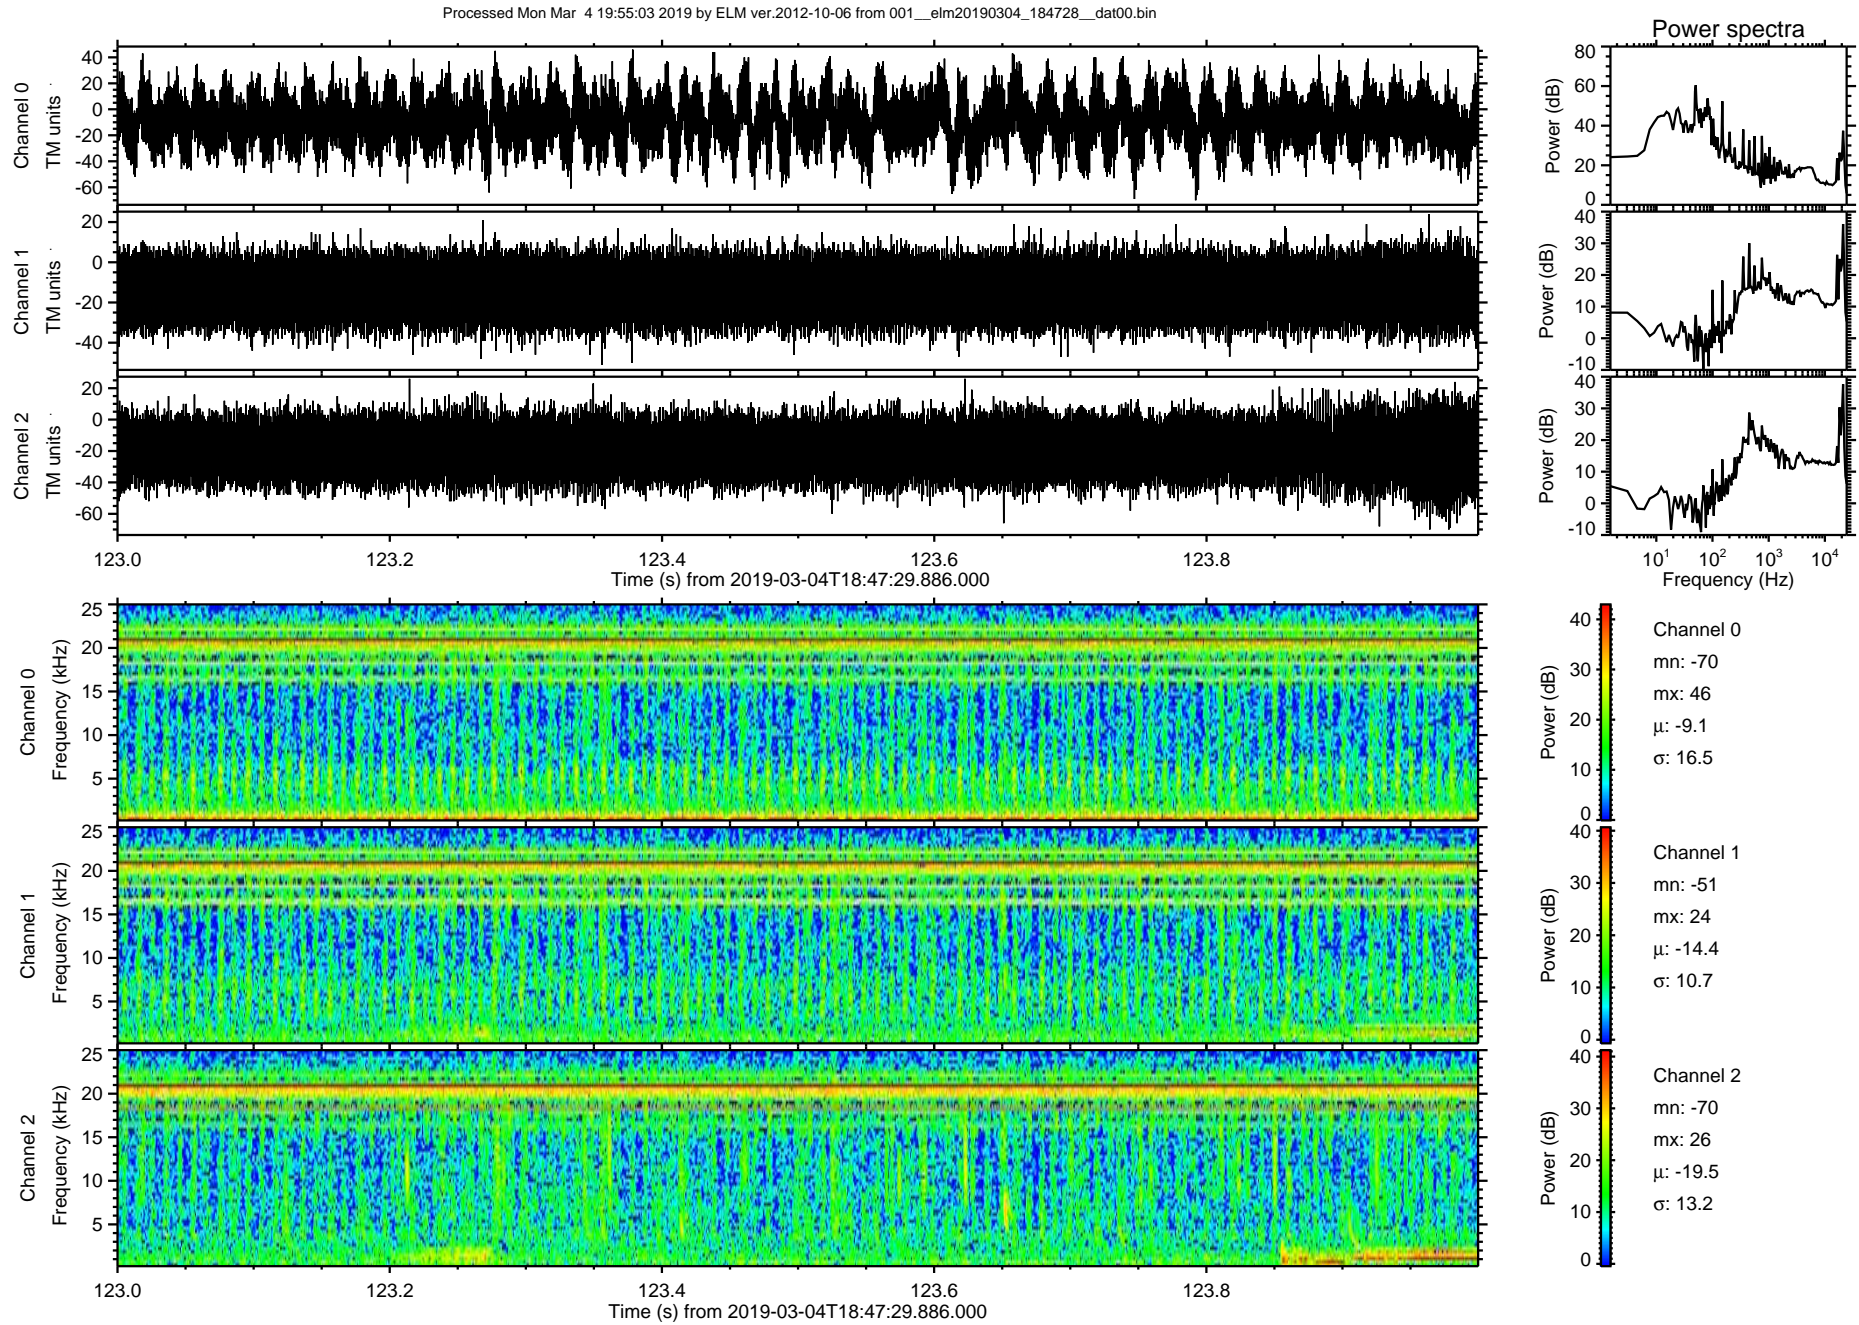 Processed Mon Mar  4 19:55:03 2019 by ELM ver.2012-10-06 from 001__elm20190304_184728__dat00.bin
Power spectra
Channel 0
TM units
40
20
0
-20
-40
-60
Power (dB)
80
60
40
20
0
Channel 1
TM units
20
0
-20
-40
Power (dB)
40
30
20
10
0
-10
Channel 2
TM units
20
0
-20
-40
-60
Power (dB)
40
30
20
10
0
-10
123.0 123.2 123.4 123.6 123.8
Time (s) from 2019-03-04T18:47:29.886.000
10^1 10^2 10^3 10^4
Frequency (Hz)
Channel 0
Frequency (kHz)
25
20
15
10
5
Power (dB)
40
30
20
10
0
Channel 0
mn: -70
mx: 46
μ: -9.1
σ: 16.5
Channel 1
Frequency (kHz)
25
20
15
10
5
Power (dB)
40
30
20
10
0
Channel 1
mn: -51
mx: 24
μ: -14.4
σ: 10.7
Channel 2
Frequency (kHz)
25
20
15
10
5
Power (dB)
40
30
20
10
0
Channel 2
mn: -70
mx: 26
μ: -19.5
σ: 13.2
123.0 123.2 123.4 123.6 123.8
Time (s) from 2019-03-04T18:47:29.886.000